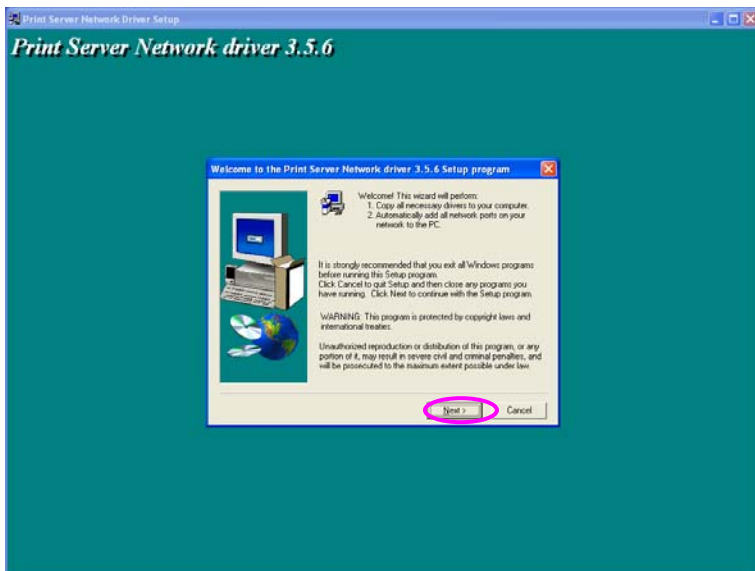 Print Server Network Driver Setup
Print Server Network driver 3.5.6
Welcome to the Print Server Network driver 3.5.6 Setup program
Welcome! This wizard will perform:
1. Copy all necessary drivers to your computer.
2. Automatically add all network ports on your
network to the PC.
It is strongly recommended that you exit all Windows programs
before running this Setup program.
Click Cancel to quit Setup and then close any programs you
have running. Click Next to continue with the Setup program.
WARNING: This program is protected by copyright laws and
international treaties.
Unauthorized reproduction or distribution of this program, or any
portion of it, may result in severe civil and criminal penalties, and
will be prosecuted to the maximum extent possible under law.
Next >
Cancel